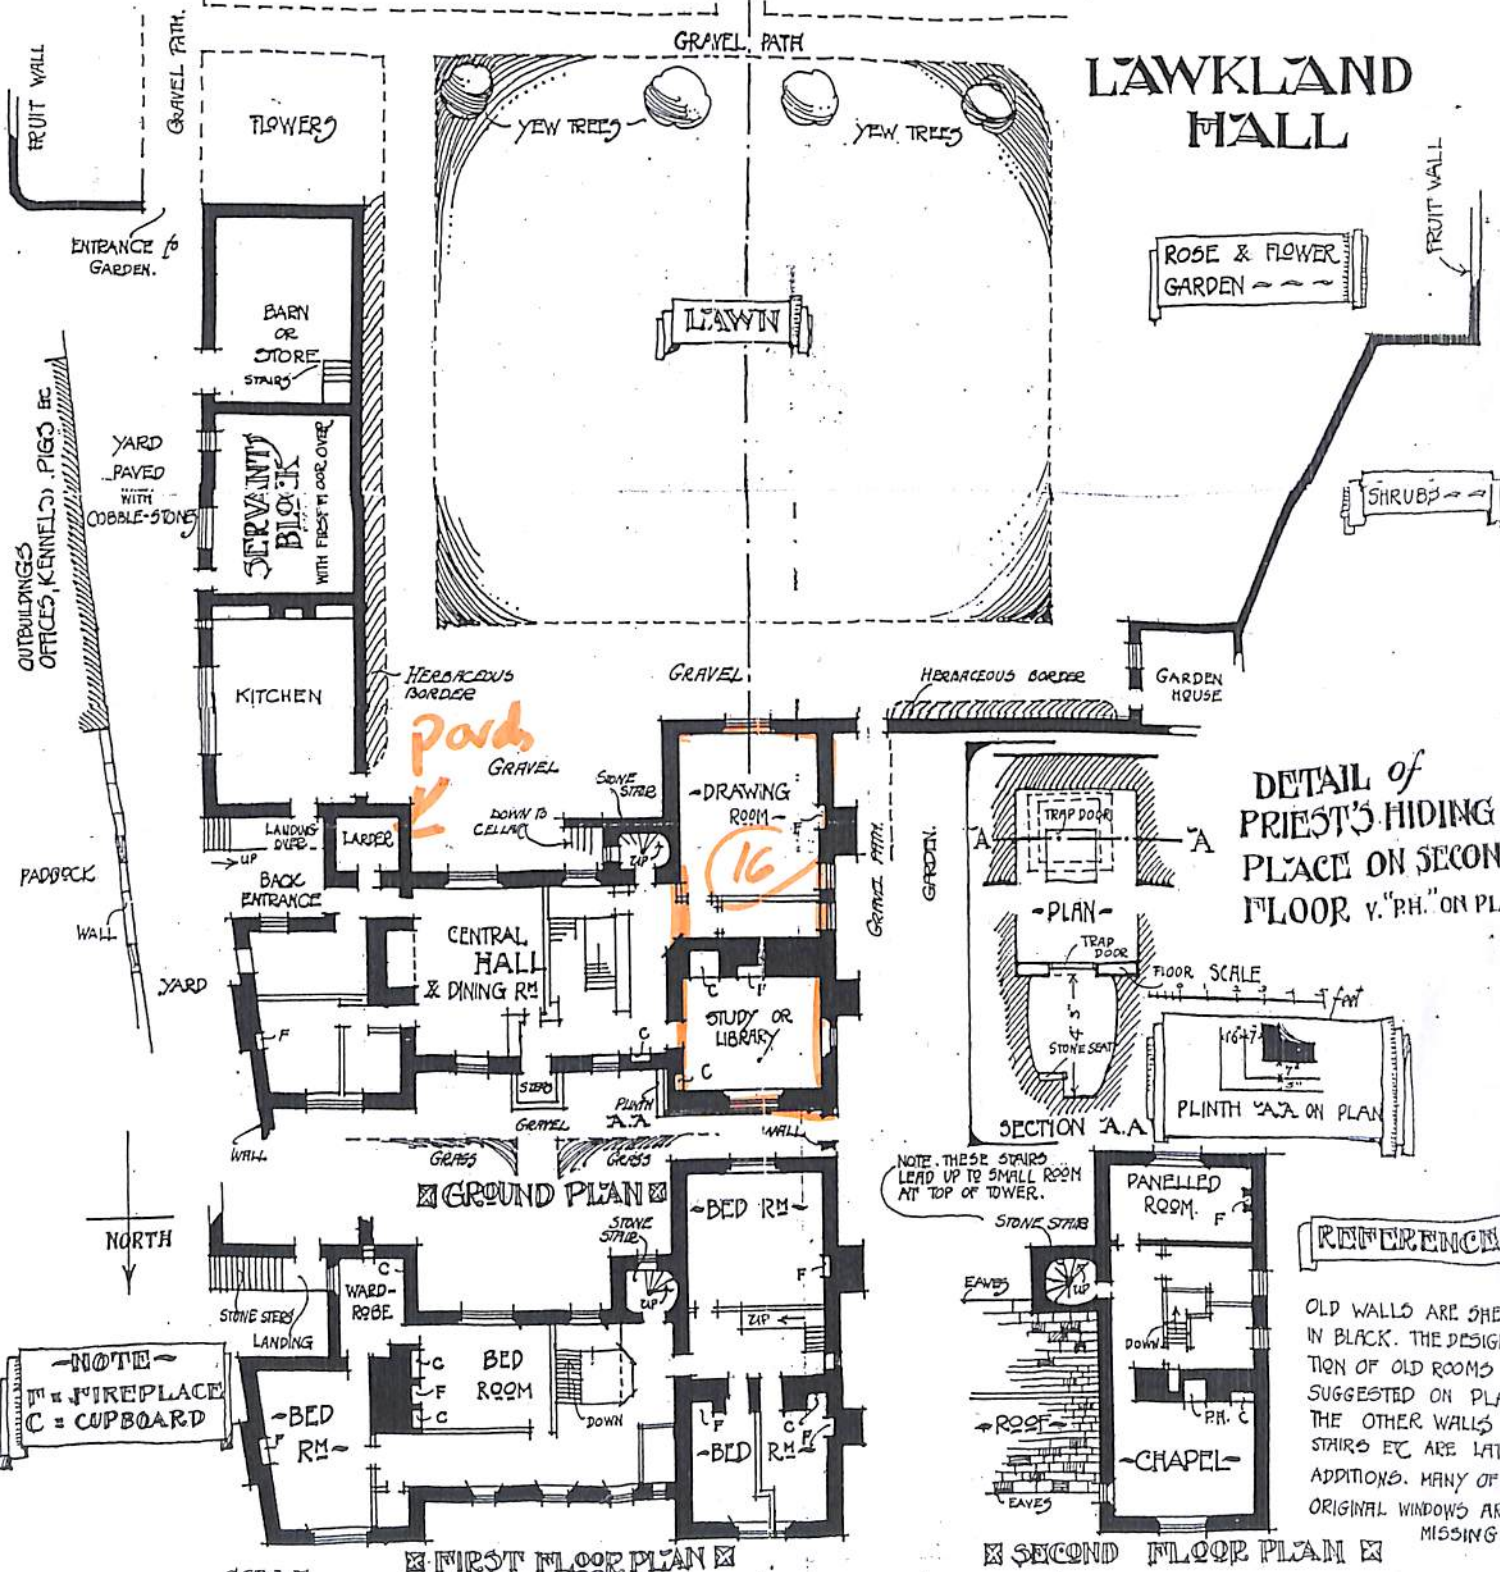 GRAVEL PATH
LAWKLAND
HALL
FRUIT WALL
GRAVEL PATH.
FLOWERS
YEW TREES
YEW TREES
FRUIT WALL
ENTRANCE to
GARDEN.
ROSE & FLOWER
GARDEN
BARN
OR
STORE
STAIRS
LAWN
YARD
PAVED
WITH
COBBLE-STONES
SERVANT
BLOCK
WITH FIRST FLOOR OVER
OUTBUILDINGS
OFFICES, KENNELS, PIGS
SHRUBS
KITCHEN
HERBACEOUS
BORDER
GRAVEL
HERBACEOUS BORDER
GARDEN
HOUSE
GRAVEL
STONE
STAIR
DOWN TO
CELLAR
UP
DRAWING
ROOM
F
16
LANDING
OVER
LARDER
UP
BACK
ENTRANCE
PADDOCK
WALL
YARD
GRAVEL PATH.
GARDEN.
CENTRAL
HALL
& DINING RM
C
F
STUDY OR
LIBRARY
C
C
F
STEPS
GRAVEL
PLINTH
A.A
WALL
WALL
GRASS
GRASS
GROUND PLAN
DETAIL of
PRIEST'S HIDING
PLACE ON SECON
FLOOR V. "P.H." ON PL
TRAP DOOR
A
A
PLAN
TRAP
DOOR
FLOOR
SCALE
feet
STONE SEAT
SECTION A.A
7"
3"
PLINTH A.A ON PLAN
NORTH
STONE STEPS
LANDING
WARD-
ROBE
C
STONE
STAIR
UP
BED RM
F
UP
NOTE
F = FIREPLACE
C = CUPBOARD
BED
RM
F
C
F
C
BED
ROOM
DOWN
F
C
F
BED RM
FIRST FLOOR PLAN
NOTE. THESE STAIRS
LEAD UP TO SMALL ROOM
AT TOP OF TOWER.
STONE STAIR
UP
EAVES
ROOF
EAVES
PANELLED
ROOM.
F
DOWN
P.H.
C
CHAPEL
SECOND FLOOR PLAN
REFERENCE
OLD WALLS ARE SHE
IN BLACK. THE DESIG
TION OF OLD ROOMS
SUGGESTED ON PLA
THE OTHER WALLS
STAIRS ETC ARE LAT
ADDITIONS. MANY OF
ORIGINAL WINDOWS AR
MISSING